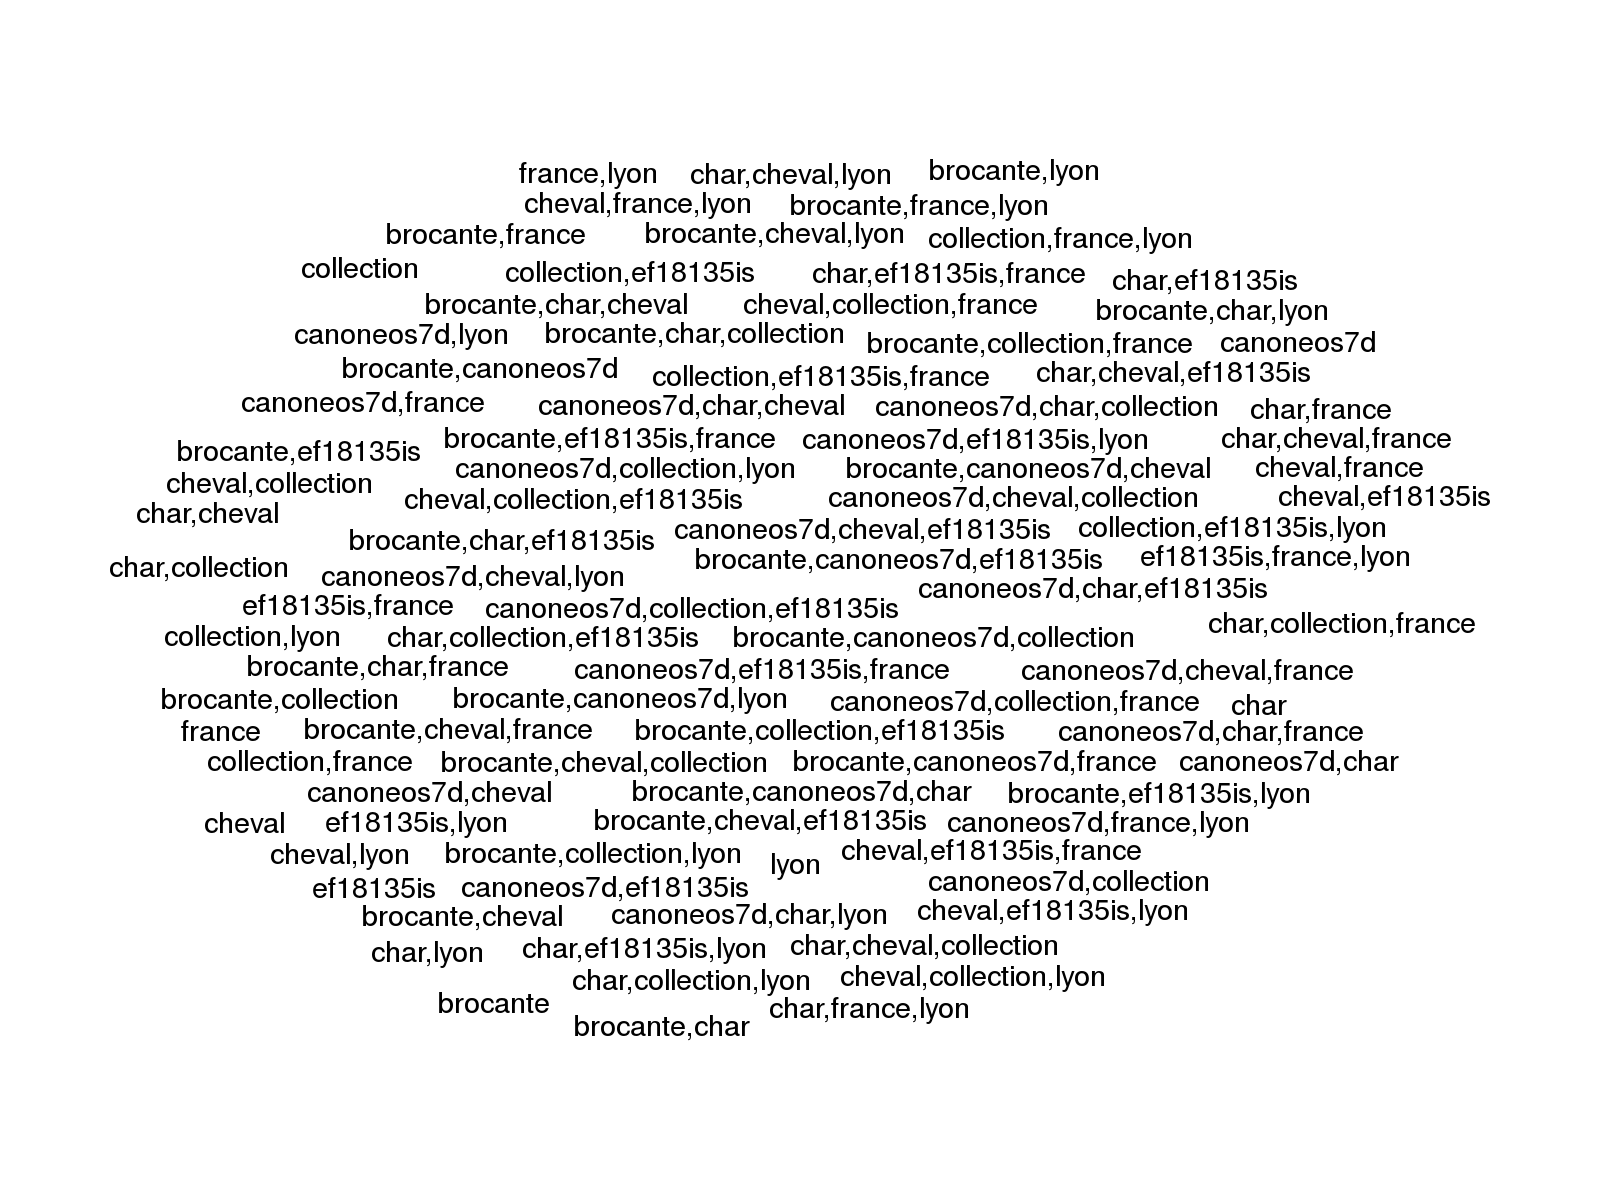 france,lyon char,cheval,lyon brocante,lyon
cheval,france,lyon brocante,france,lyon
brocante,france brocante,cheval,lyon collection,france,lyon
collection collection,ef18135is char,ef18135is,france char,ef18135is
brocante,char,cheval cheval,collection,france brocante,char,lyon
canoneos7d,lyon brocante,char,collection brocante,collection,france canoneos7d
brocante,canoneos7d collection,ef18135is,france char,cheval,ef18135is
canoneos7d,france canoneos7d,char,cheval canoneos7d,char,collection char,france
brocante,ef18135is brocante,ef18135is,france canoneos7d,ef18135is,lyon char,cheval,france
cheval,collection canoneos7d,collection,lyon brocante,canoneos7d,cheval cheval,france
char,cheval cheval,collection,ef18135is canoneos7d,cheval,collection cheval,ef18135is
brocante,char,ef18135is canoneos7d,cheval,ef18135is collection,ef18135is,lyon
char,collection canoneos7d,cheval,lyon brocante,canoneos7d,ef18135is ef18135is,france,lyon
ef18135is,france canoneos7d,collection,ef18135is canoneos7d,char,ef18135is
collection,lyon char,collection,ef18135is brocante,canoneos7d,collection char,collection,france
brocante,char,france canoneos7d,ef18135is,france canoneos7d,cheval,france
brocante,collection brocante,canoneos7d,lyon canoneos7d,collection,france char
france brocante,cheval,france brocante,collection,ef18135is canoneos7d,char,france
collection,france brocante,cheval,collection brocante,canoneos7d,france canoneos7d,char
canoneos7d,cheval brocante,canoneos7d,char brocante,ef18135is,lyon
cheval ef18135is,lyon brocante,cheval,ef18135is canoneos7d,france,lyon
cheval,lyon brocante,collection,lyon lyon cheval,ef18135is,france
ef18135is canoneos7d,ef18135is canoneos7d,collection
brocante,cheval canoneos7d,char,lyon cheval,ef18135is,lyon
char,lyon char,ef18135is,lyon char,cheval,collection
char,collection,lyon cheval,collection,lyon
brocante char,france,lyon
brocante,char